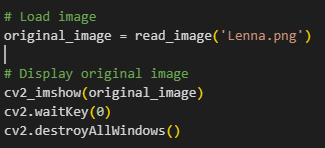 # Load image
original_image = read_image('Lenna.png')
# Display original image
cv2_imshow(original_image)
cv2.waitKey(0)
cv2.destroyAllWindows()